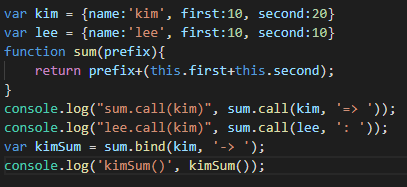 var kim = {name:'kim', first:10, second:20}
var lee = {name:'lee', first:10, second:10}
function sum(prefix){
    return prefix+(this.first+this.second);
}
console.log("sum.call(kim)", sum.call(kim, '=> '));
console.log("lee.call(kim)", sum.call(lee, ': '));
var kimSum = sum.bind(kim, '-> ');
console.log('kimSum()', kimSum());